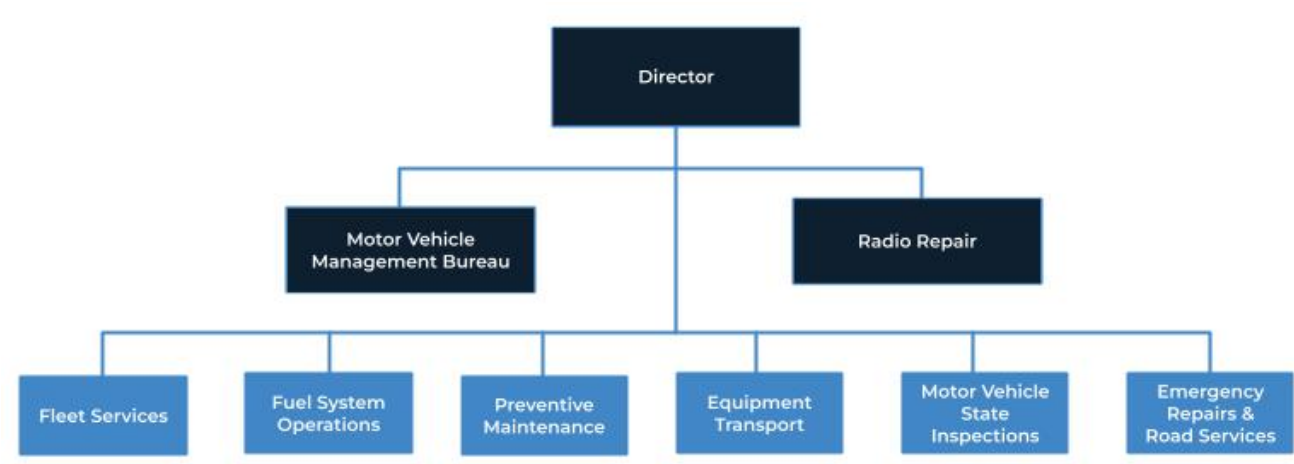 Director
Motor Vehicle
Management Bureau
Radio Repair
Fleet Services
Fuel System
Operations
Preventive
Maintenance
Equipment
Transport
Motor Vehicle
State
Inspections
Emergency
Repairs &
Road Services